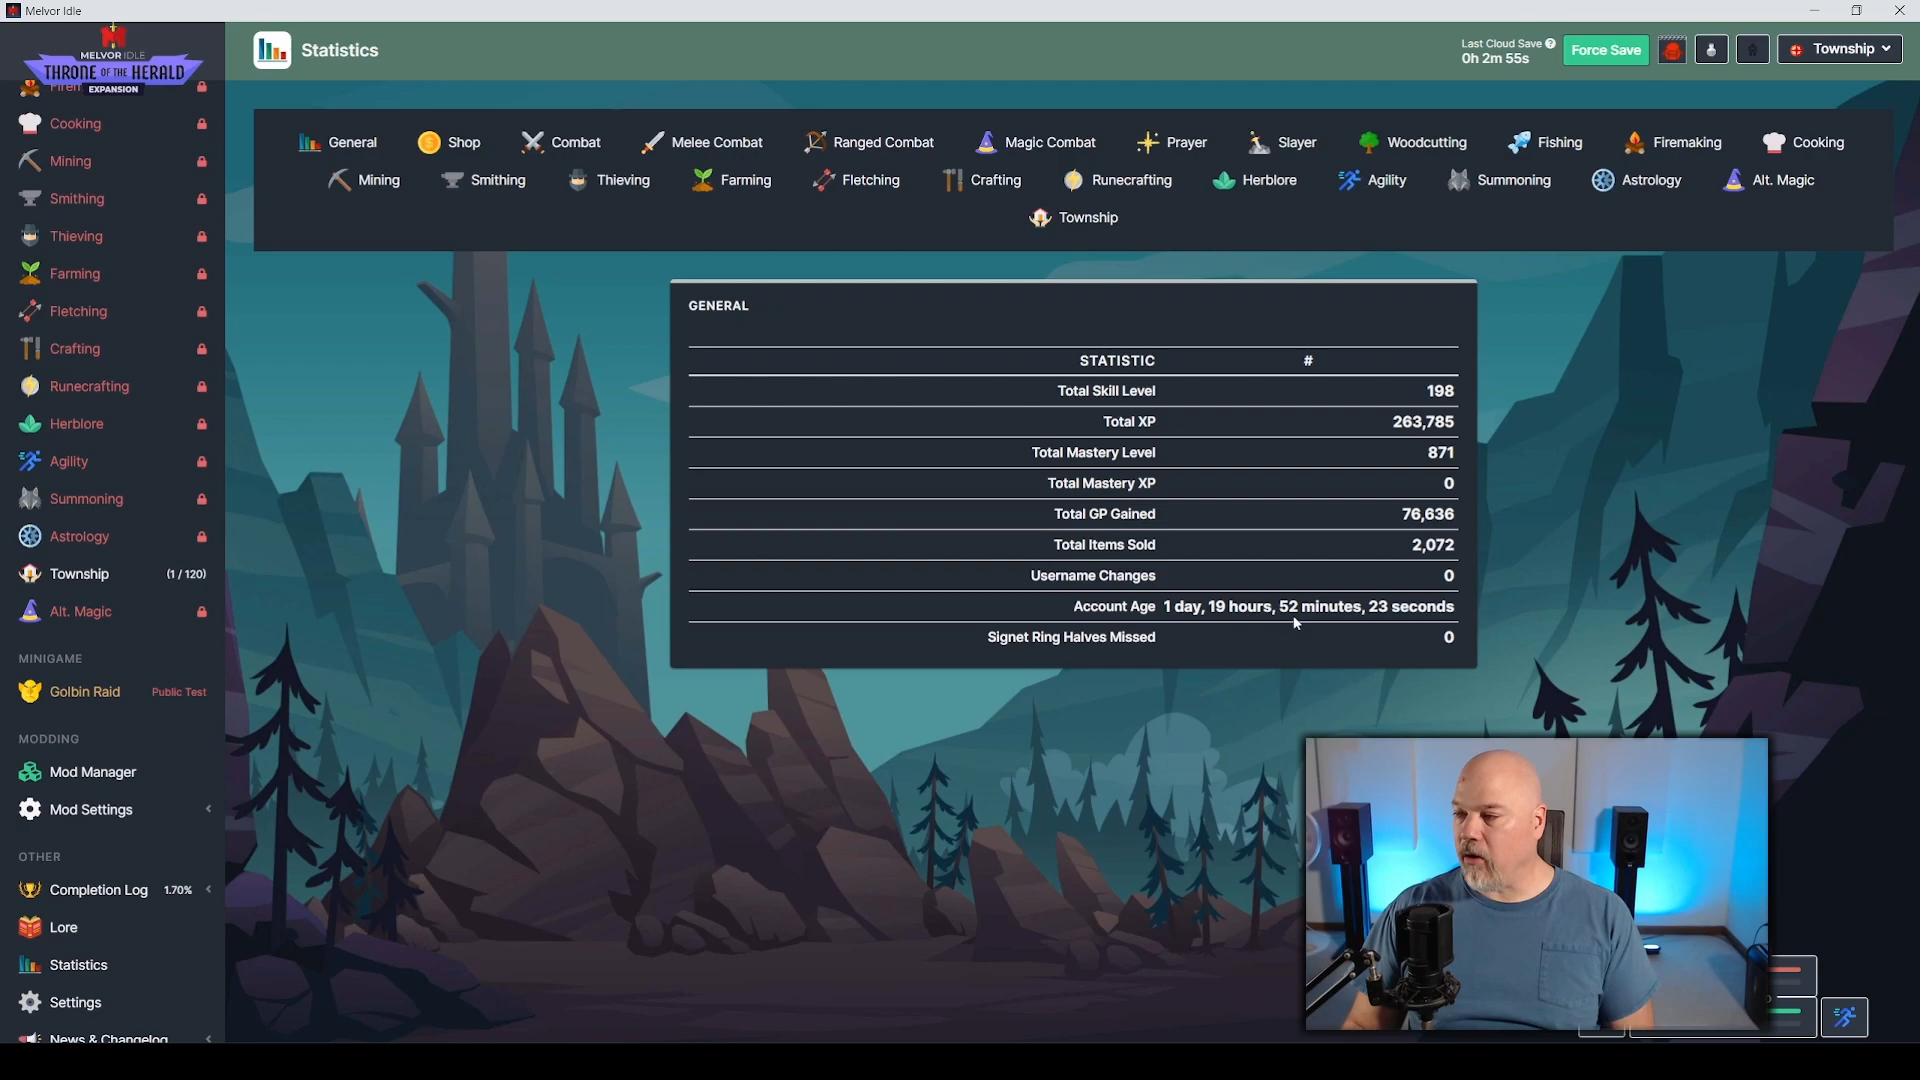 Melvor Idle
MELVOR IDLE
THRONE OF THE HERALD
EXPANSION
Statistics
Last Cloud Save
0h 2m 55s
Force Save
Township
General
Shop
Combat
Melee Combat
Ranged Combat
Magic Combat
Prayer
Slayer
Woodcutting
Fishing
Firemaking
Cooking
Mining
Smithing
Thieving
Farming
Fletching
Crafting
Runecrafting
Herblore
Agility
Summoning
Astrology
Alt. Magic
Township
Cooking
Mining
Smithing
Thieving
Farming
Fletching
Crafting
Runecrafting
Herblore
Agility
Summoning
Astrology
Township (1 / 120)
Alt. Magic
MINIGAME
Golbin Raid Public Test
MODDING
Mod Manager
Mod Settings
OTHER
Completion Log 1.70%
Lore
Statistics
Settings
News & Changelog
GENERAL
STATISTIC #
Total Skill Level 198
Total XP 263,785
Total Mastery Level 871
Total Mastery XP 0
Total GP Gained 76,636
Total Items Sold 2,072
Username Changes 0
Account Age 1 day, 19 hours, 52 minutes, 23 seconds
Signet Ring Halves Missed 0